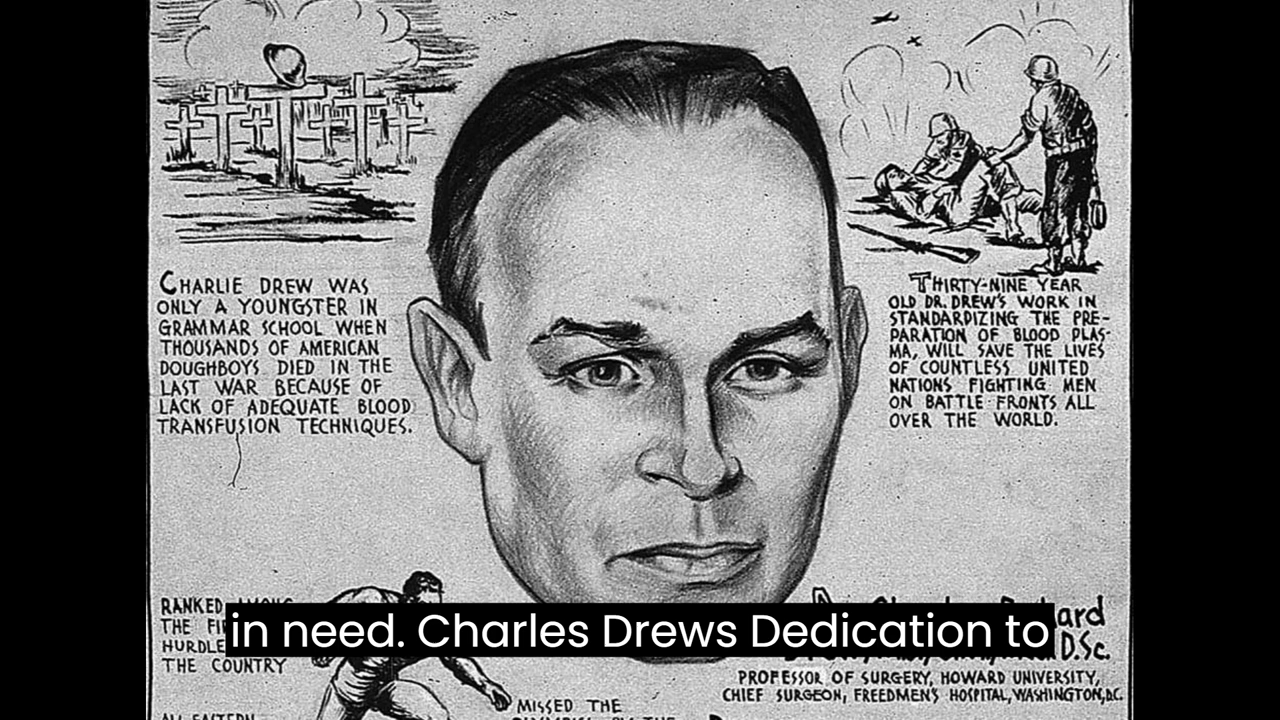 CHARLIE DREW WAS
ONLY A YOUNGSTER IN
GRAMMAR SCHOOL WHEN
THOUSANDS OF AMERICAN
DOUGHBOYS DIED IN THE
LAST WAR BECAUSE OF
LACK OF ADEQUATE BLOOD
TRANSFUSION TECHNIQUES.
THIRTY-NINE YEAR
OLD DR. DREW'S WORK IN
STANDARDIZING THE PRE-
PARATION OF BLOOD PLAS-
MA, WILL SAVE THE LIVES
OF COUNTLESS UNITED
NATIONS FIGHTING MEN
ON BATTLE FRONTS ALL
OVER THE WORLD.
RANKED
THE
THE COUNTRY
in need. Charles Drews Dedication to
D.Sc.
PROFESSOR OF SURGERY, HOWARD UNIVERSITY,
CHIEF SURGEON, FREEDMEN'S HOSPITAL, WASHINGTON, D.C.
MISSED THE